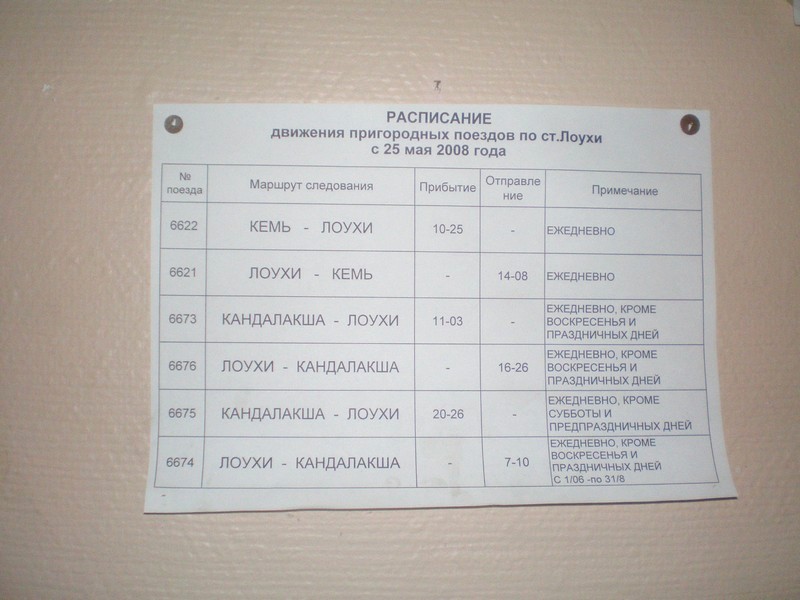 РАСПИСАНИЕ
движения пригородных поездов по ст.Лоухи
с 25 мая 2008 года
№ поезда Маршрут следования Прибытие Отправле ние Примечание
6622 КЕМЬ - ЛОУХИ 10-25 - ЕЖЕДНЕВНО
6621 ЛОУХИ - КЕМЬ - 14-08 ЕЖЕДНЕВНО
6673 КАНДАЛАКША - ЛОУХИ 11-03 - ЕЖЕДНЕВНО, КРОМЕ
ВОСКРЕСЕНЬЯ И
ПРАЗДНИЧНЫХ ДНЕЙ
6676 ЛОУХИ - КАНДАЛАКША - 16-26 ЕЖЕДНЕВНО, КРОМЕ
ВОСКРЕСЕНЬЯ И
ПРАЗДНИЧНЫХ ДНЕЙ
6675 КАНДАЛАКША - ЛОУХИ 20-26 - ЕЖЕДНЕВНО, КРОМЕ
СУББОТЫ И
ПРЕДПРАЗДНИЧНЫХ ДНЕЙ
6674 ЛОУХИ - КАНДАЛАКША - 7-10 ЕЖЕДНЕВНО, КРОМЕ
ВОСКРЕСЕНЬЯ И
ПРАЗДНИЧНЫХ ДНЕЙ
С 1/06 -по 31/8